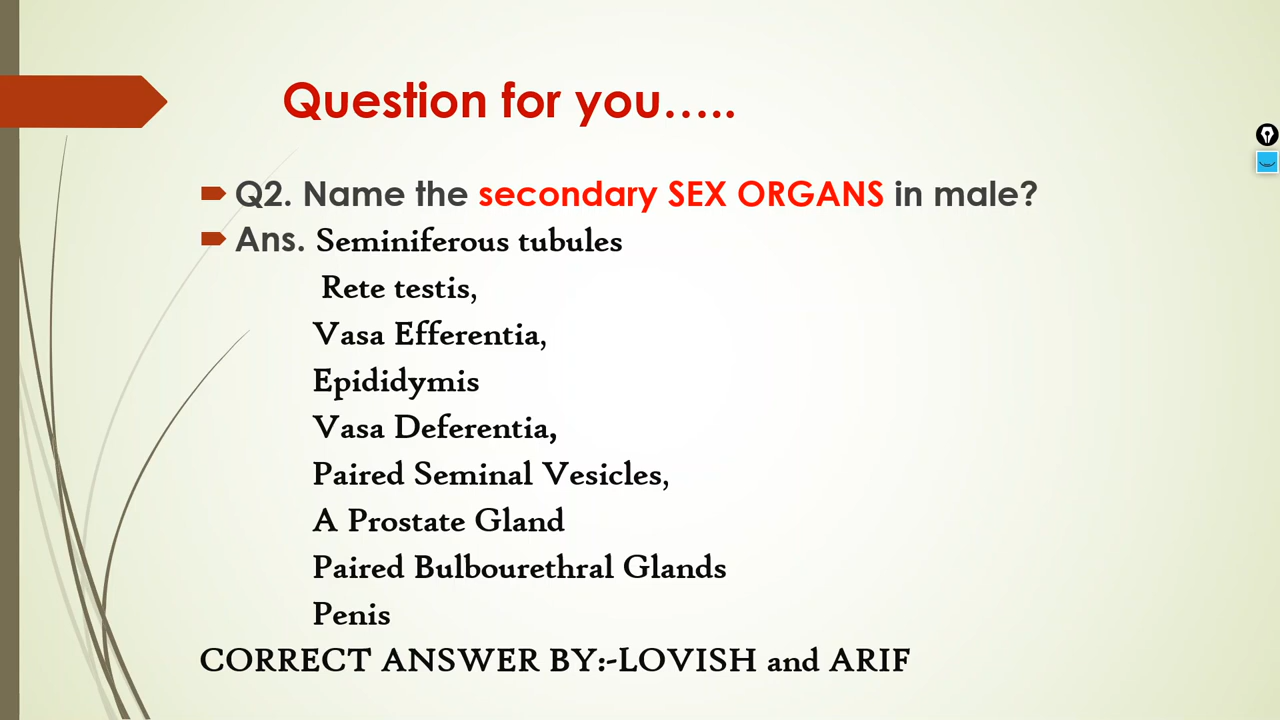 Question for you…..
Q2. Name the secondary SEX ORGANS in male?
Ans. Seminiferous tubules
Rete testis,
Vasa Efferentia,
Epididymis
Vasa Deferentia,
Paired Seminal Vesicles,
A Prostate Gland
Paired Bulbourethral Glands
Penis
CORRECT ANSWER BY:-LOVISH and ARIF